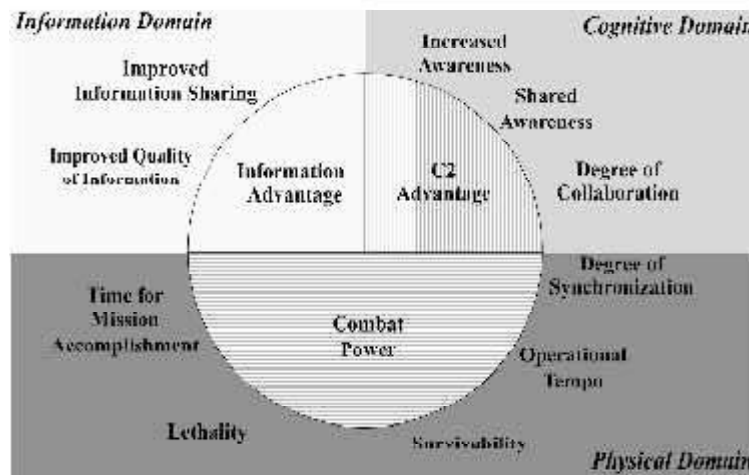 Information Domain
Cognitive Domain
Improved
Information Sharing
Increased
Awareness
Shared
Awareness
Improved Quality
of Information
Information
Advantage
C2
Advantage
Degree of
Collaboration
Degree of
Synchronization
Time for
Mission
Accomplishment
Combat
Power
Operational
Tempo
Lethality
Survivability
Physical Domain